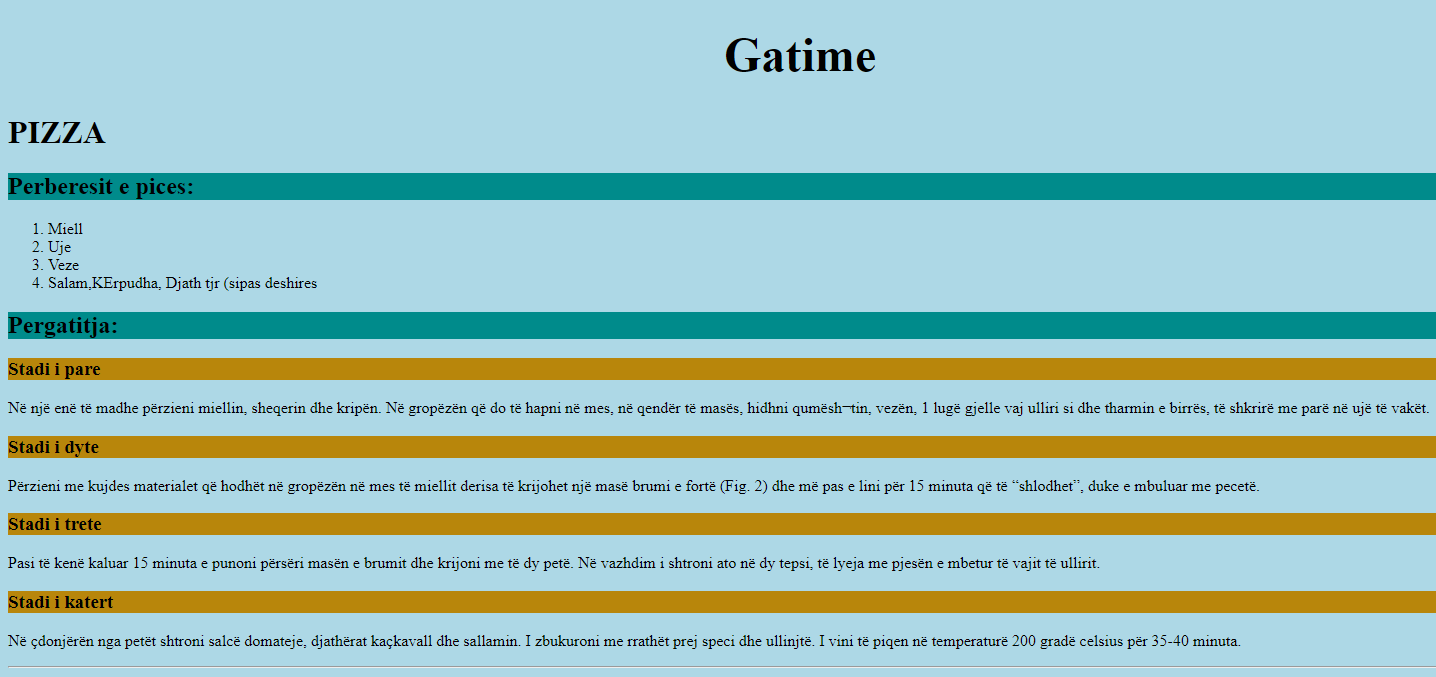 Gatime
PIZZA
Perberesit e pices:
1. Miell
2. Uje
3. Veze
4. Salam,KErpudha, Djath tjr (sipas deshires
Pergatitja:
Stadi i pare
Në një enë të madhe përzieni miellin, sheqerin dhe kripën. Në gropëzën që do të hapni në mes, në qendër të masës, hidhni qumësh¬tin, vezën, 1 lugë gjelle vaj ulliri si dhe tharmin e birrës, të shkrirë me parë në ujë të vakët.
Stadi i dyte
Përzieni me kujdes materialet që hodhët në gropëzën në mes të miellit derisa të krijohet një masë brumi e fortë (Fig. 2) dhe më pas e lini për 15 minuta që të “shlodhet”, duke e mbuluar me pecetë.
Stadi i trete
Pasi të kenë kaluar 15 minuta e punoni përsëri masën e brumit dhe krijoni me të dy petë. Në vazhdim i shtroni ato në dy tepsi, të lyeja me pjesën e mbetur të vajit të ullirit.
Stadi i katert
Në çdonjërën nga petët shtroni salcë domateje, djathërat kaçkavall dhe sallamin. I zbukuroni me rrathët prej speci dhe ullinjtë. I vini të piqen në temperaturë 200 gradë celsius për 35-40 minuta.